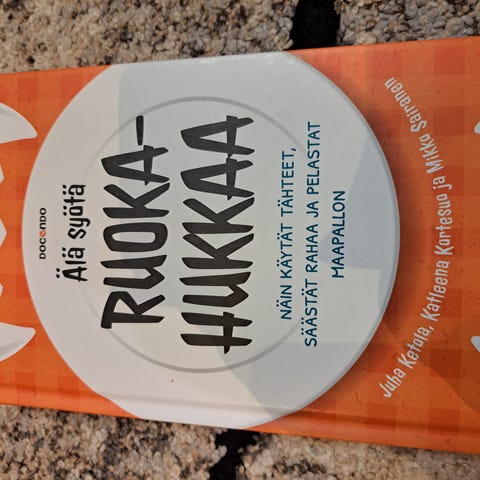 DOCENDO
Älä syötä
RUOKA-
HUKKAA
NÄIN KÄYTÄT TÄHTEET,
SÄÄSTÄT RAHAA JA PELASTAT
MAAPALLON
Juha Ketola, Katleena Kortesuo ja Mikko Sairanen